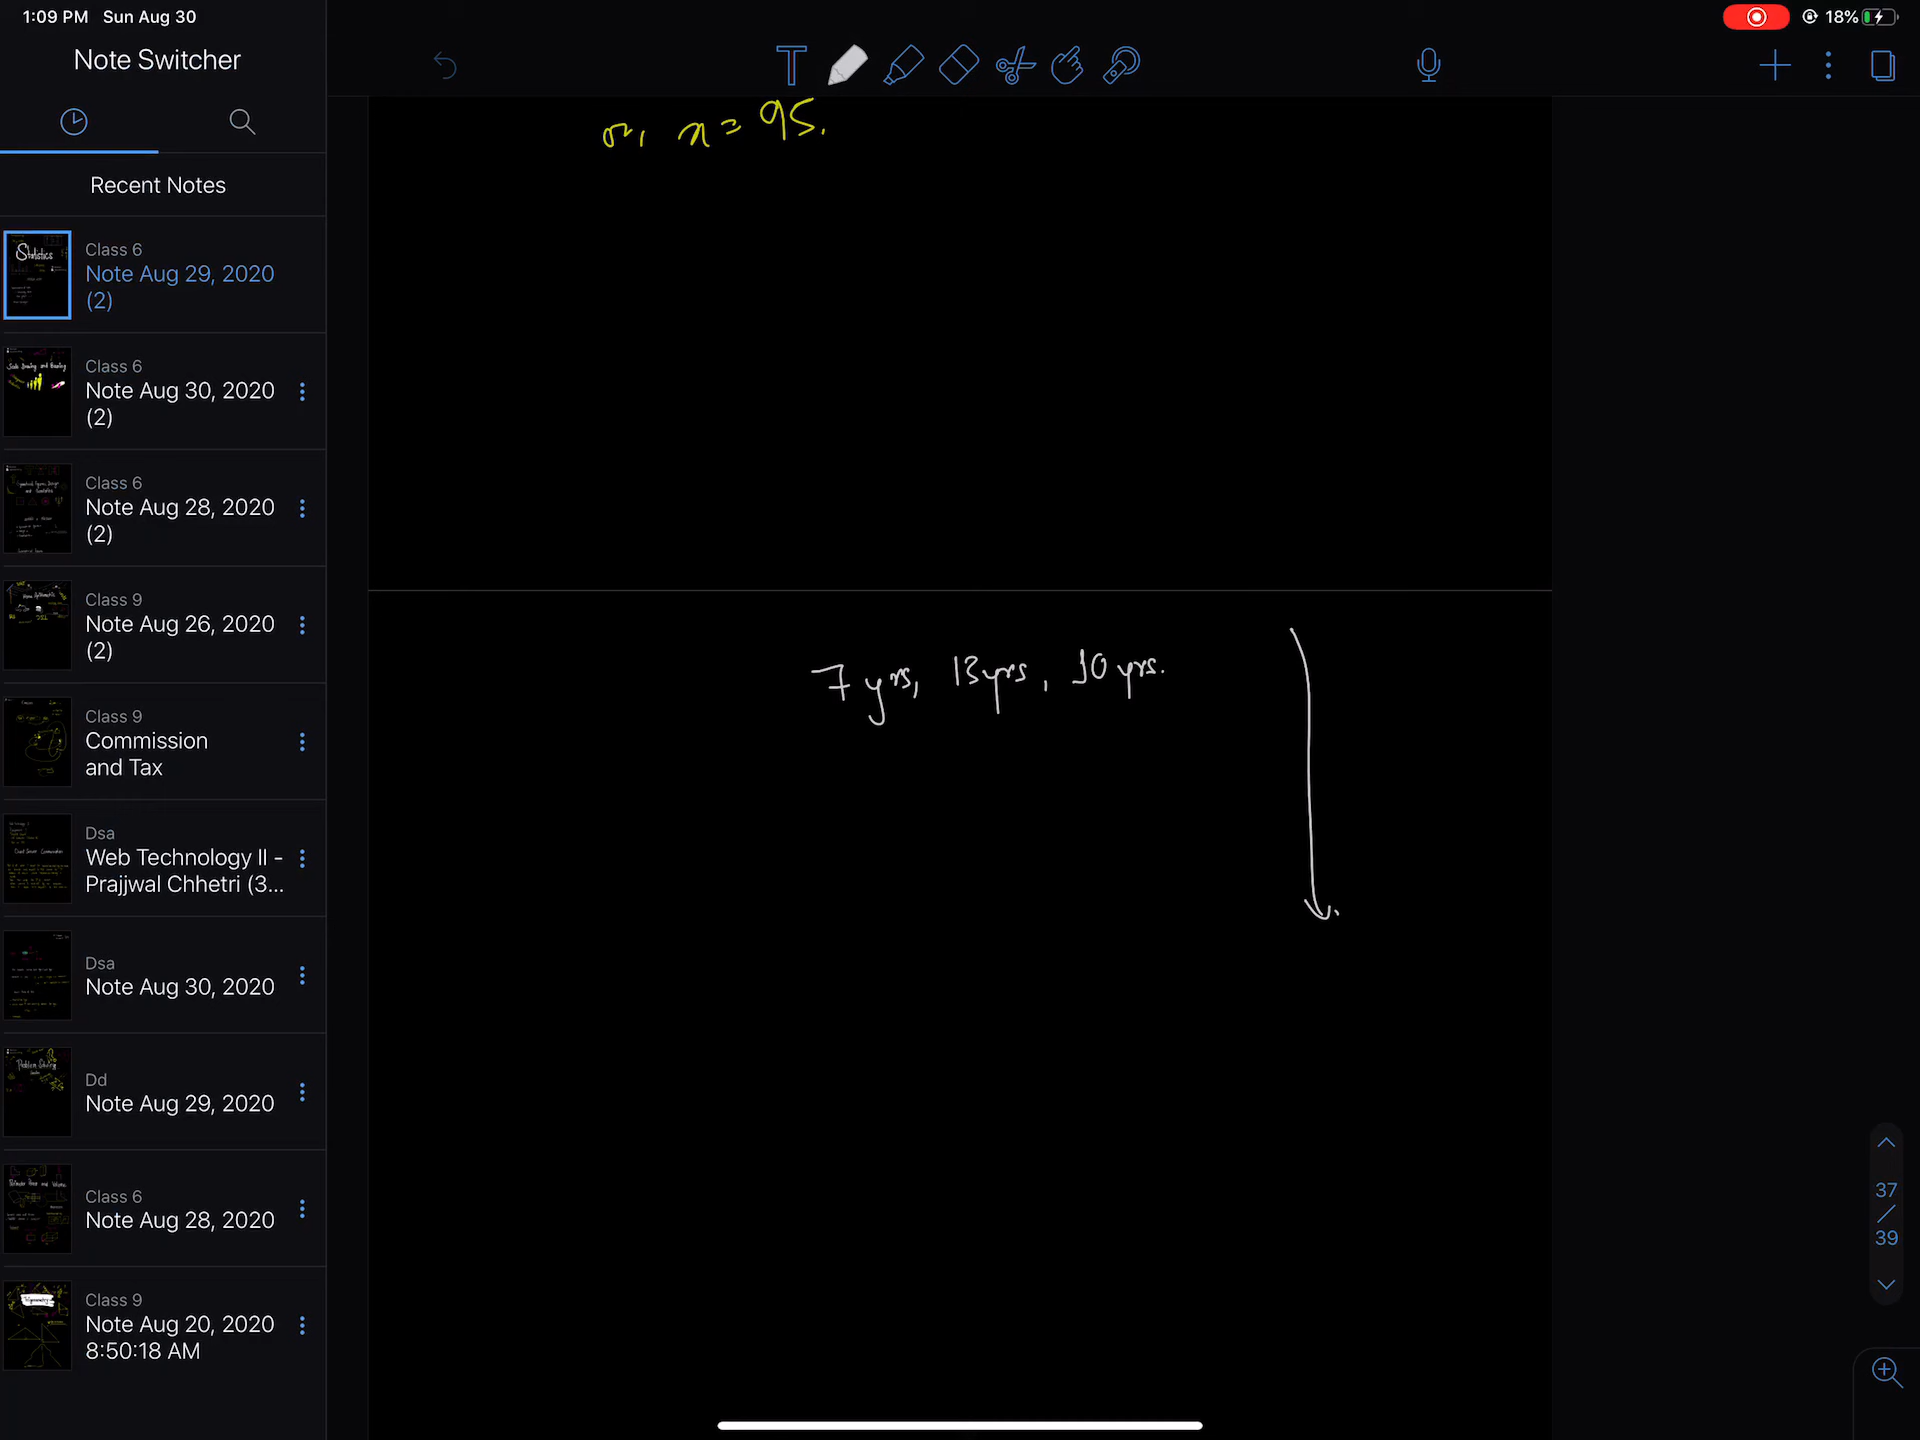 1:09 PM Sun Aug 30
18%
Note Switcher
Recent Notes
Class 6
Note Aug 29, 2020
(2)
Class 6
Note Aug 30, 2020
(2)
Class 6
Note Aug 28, 2020
(2)
Class 9
Note Aug 26, 2020
(2)
Class 9
Commission
and Tax
Dsa
Web Technology II -
Prajjwal Chhetri (3...
Dsa
Note Aug 30, 2020
Dd
Note Aug 29, 2020
Class 6
Note Aug 28, 2020
Class 9
Note Aug 20, 2020
8:50:18 AM
Statistics
or, x = 95.
7 yrs, 13 yrs, 10 yrs.
37
/
39